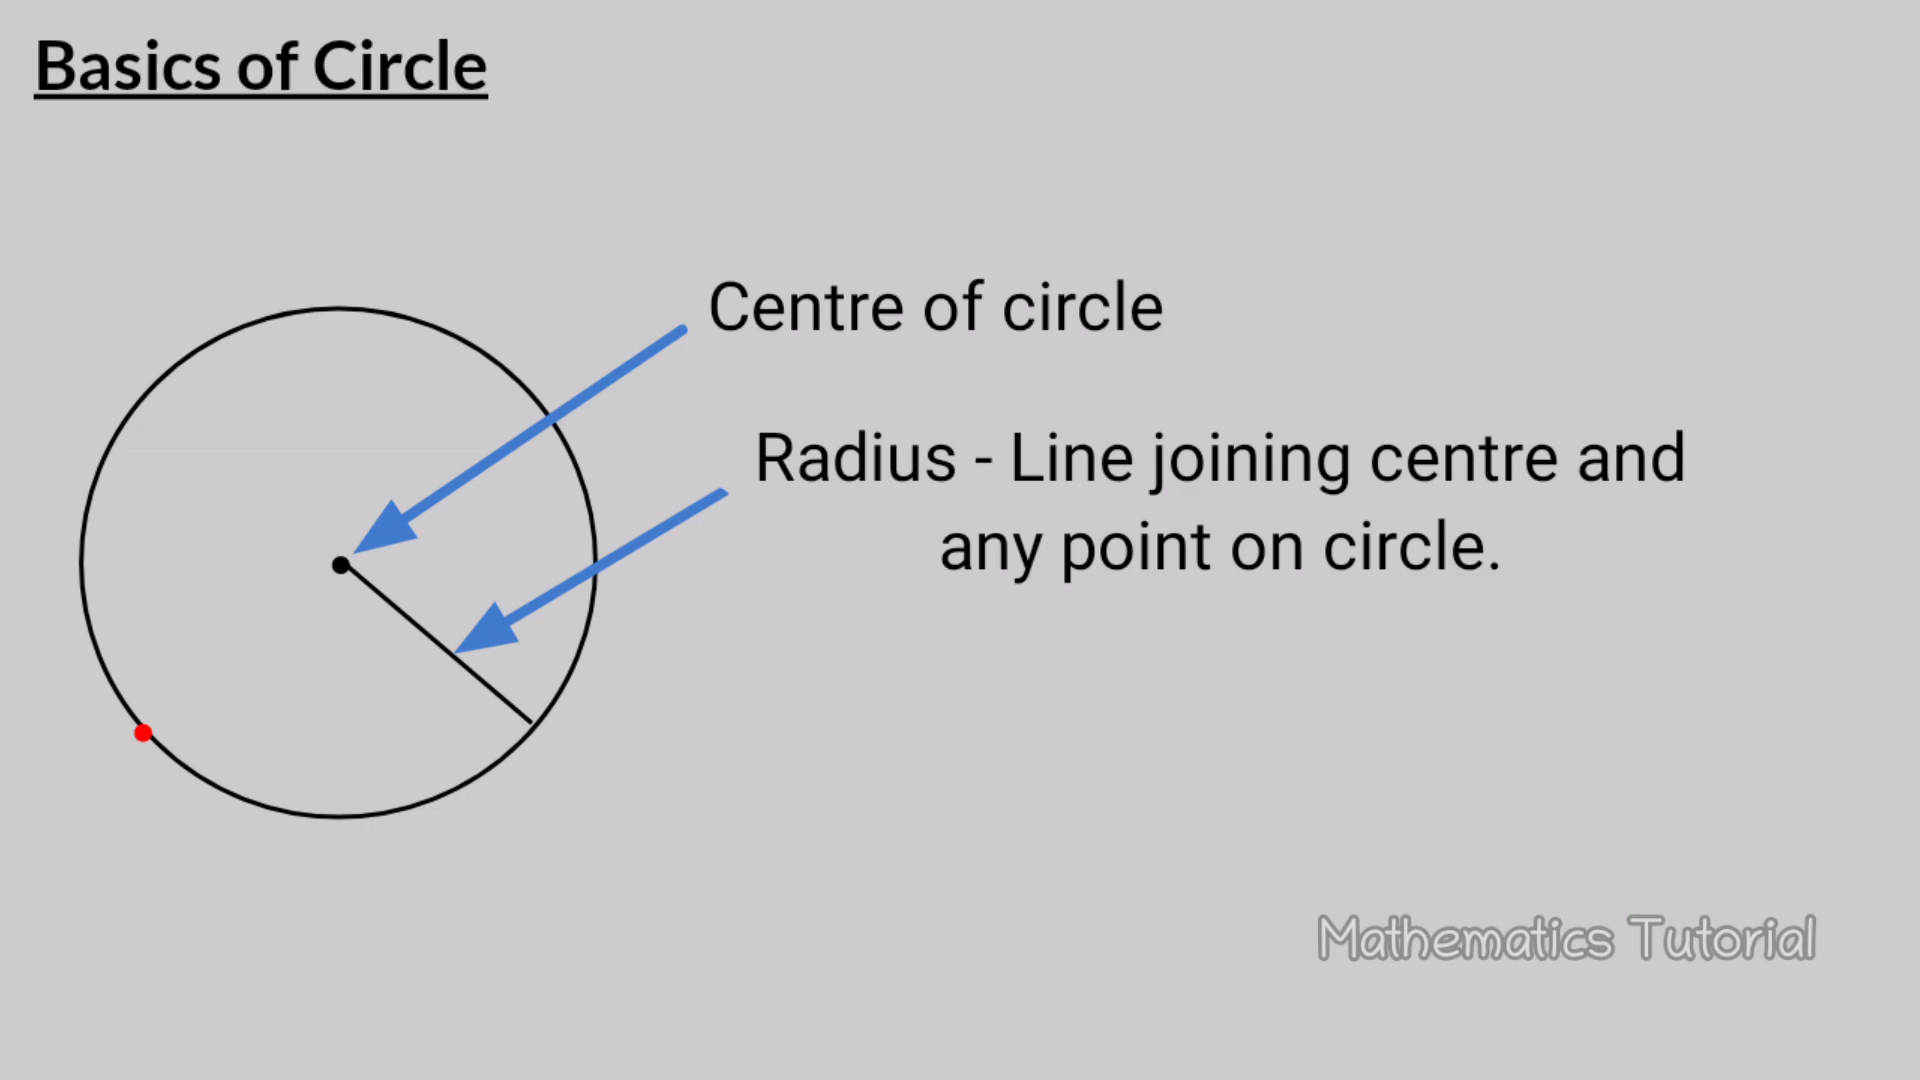 Basics of Circle
Centre of circle
Radius - Line joining centre and
any point on circle.
Mathematics Tutorial